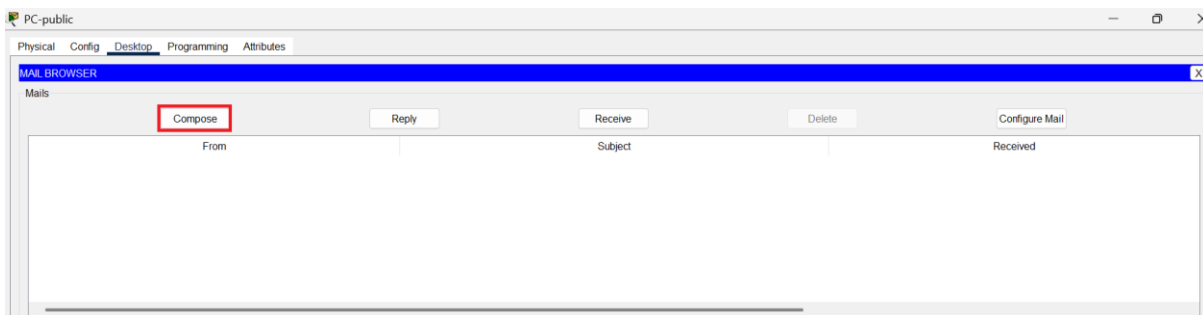 PC-public
Physical Config Desktop Programming Attributes
MAIL BROWSER X
Mails
Compose Reply Receive Delete Configure Mail
From Subject Received